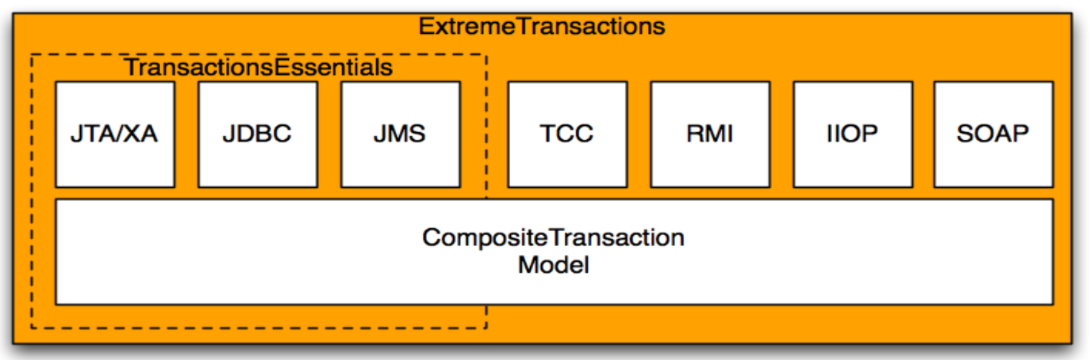 ExtremeTransactions
TransactionsEssentials
JTA/XA JDBC JMS TCC RMI IIOP SOAP
CompositeTransaction
Model